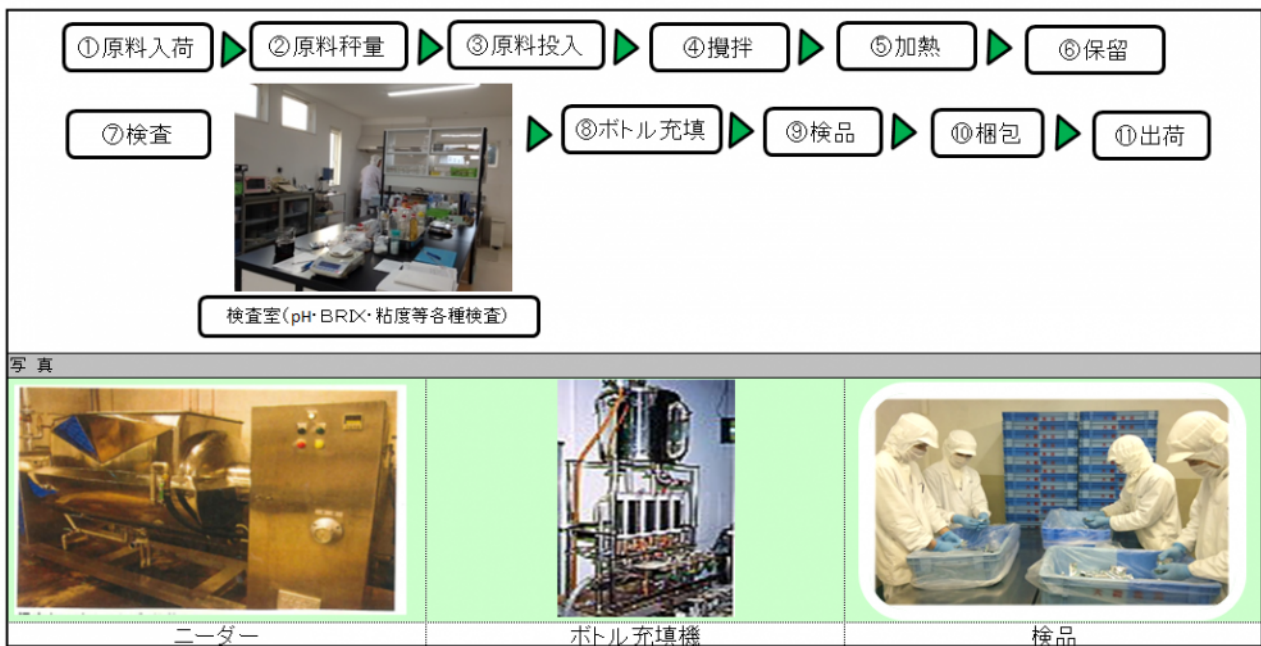 ①原料入荷
②原料秤量
③原料投入
④攪拌
⑤加熱
⑥保留
⑦検査
⑧ボトル充填
⑨検品
⑩梱包
⑪出荷
検査室(pH・BRIX・粘度等各種検査)
写 真
ニーダー
ボトル充填機
検品